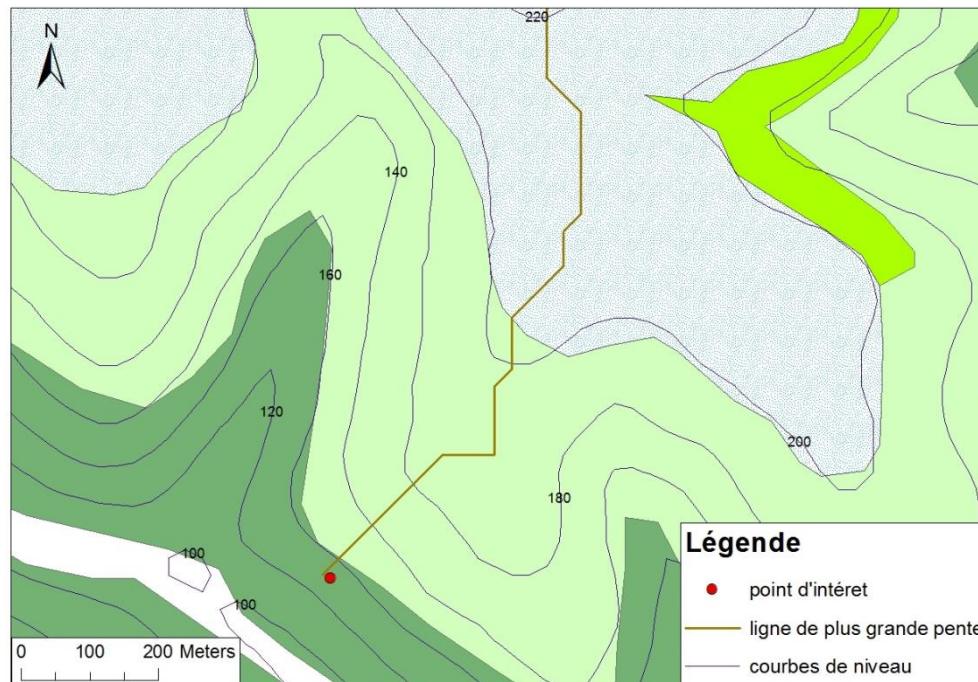 220
N
140
160
120
200
180
100
100
Légende
point d'intéret
ligne de plus grande pente
courbes de niveau
0 100 200 Meters